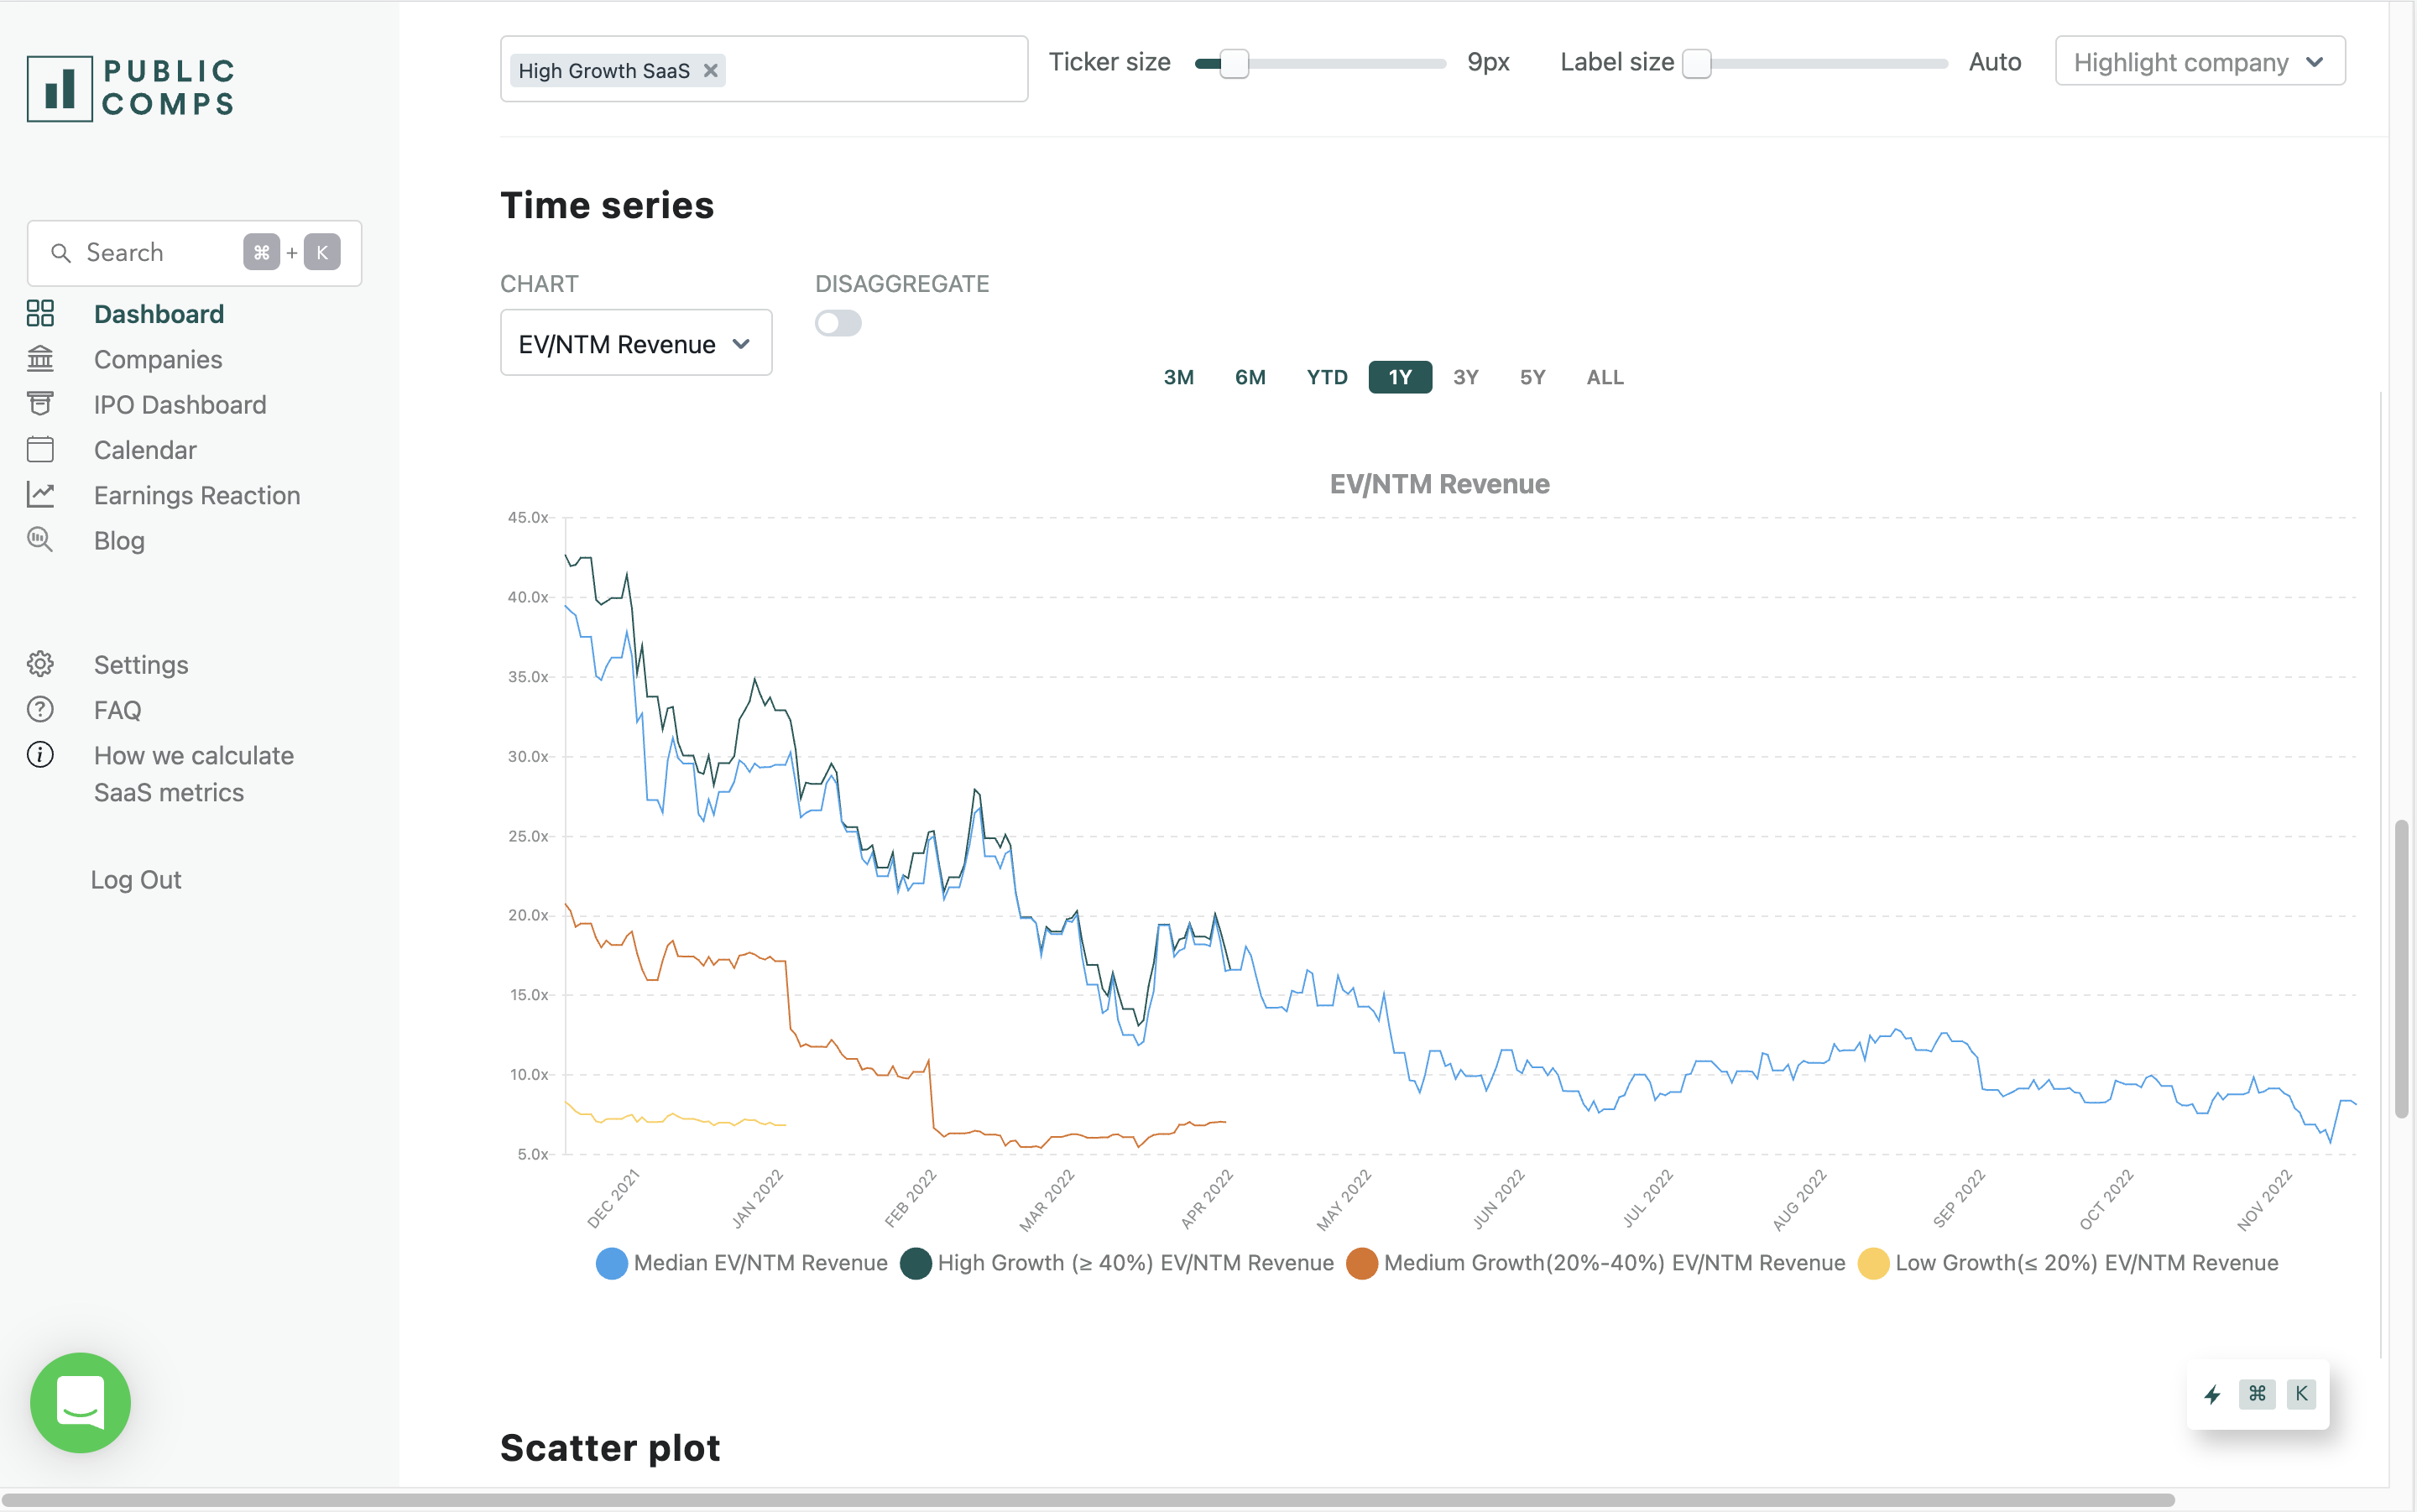 PUBLIC
COMPS
Search ⌘ + K
Dashboard
Companies
IPO Dashboard
Calendar
Earnings Reaction
Blog
Settings
FAQ
How we calculate
SaaS metrics
Log Out
High Growth SaaS ×
Ticker size 9px Label size Auto Highlight company
Time series
CHART DISAGGREGATE
EV/NTM Revenue
3M 6M YTD 1Y 3Y 5Y ALL
EV/NTM Revenue
45.0x
40.0x
35.0x
30.0x
25.0x
20.0x
15.0x
10.0x
5.0x
DEC 2021 JAN 2022 FEB 2022 MAR 2022 APR 2022 MAY 2022 JUN 2022 JUL 2022 AUG 2022 SEP 2022 OCT 2022 NOV 2022
Median EV/NTM Revenue High Growth (≥ 40%) EV/NTM Revenue Medium Growth(20%-40%) EV/NTM Revenue Low Growth(≤ 20%) EV/NTM Revenue
⌘ K
Scatter plot